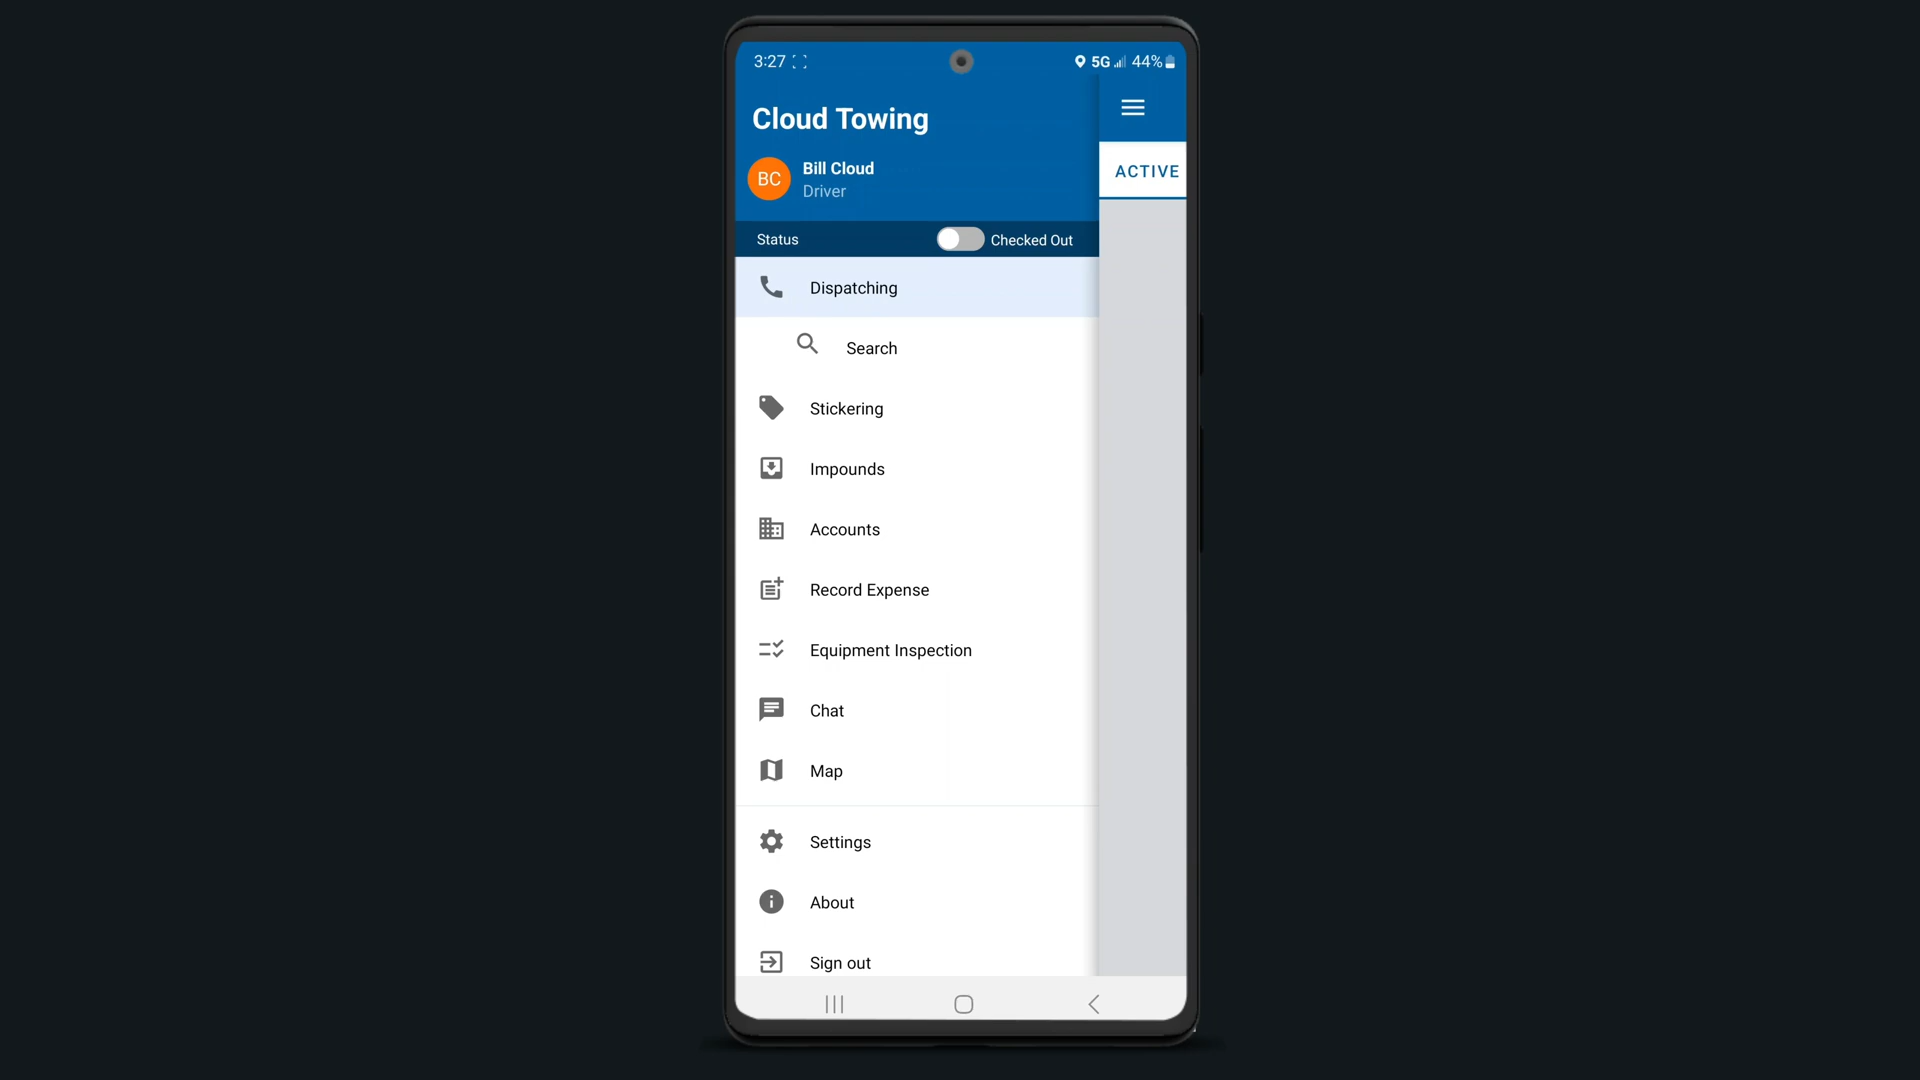 3:27
5G 44%
Cloud Towing
BC
Bill Cloud
Driver
ACTIVE
Status
Checked Out
Dispatching
Search
Stickering
Impounds
Accounts
Record Expense
Equipment Inspection
Chat
Map
Settings
About
Sign out